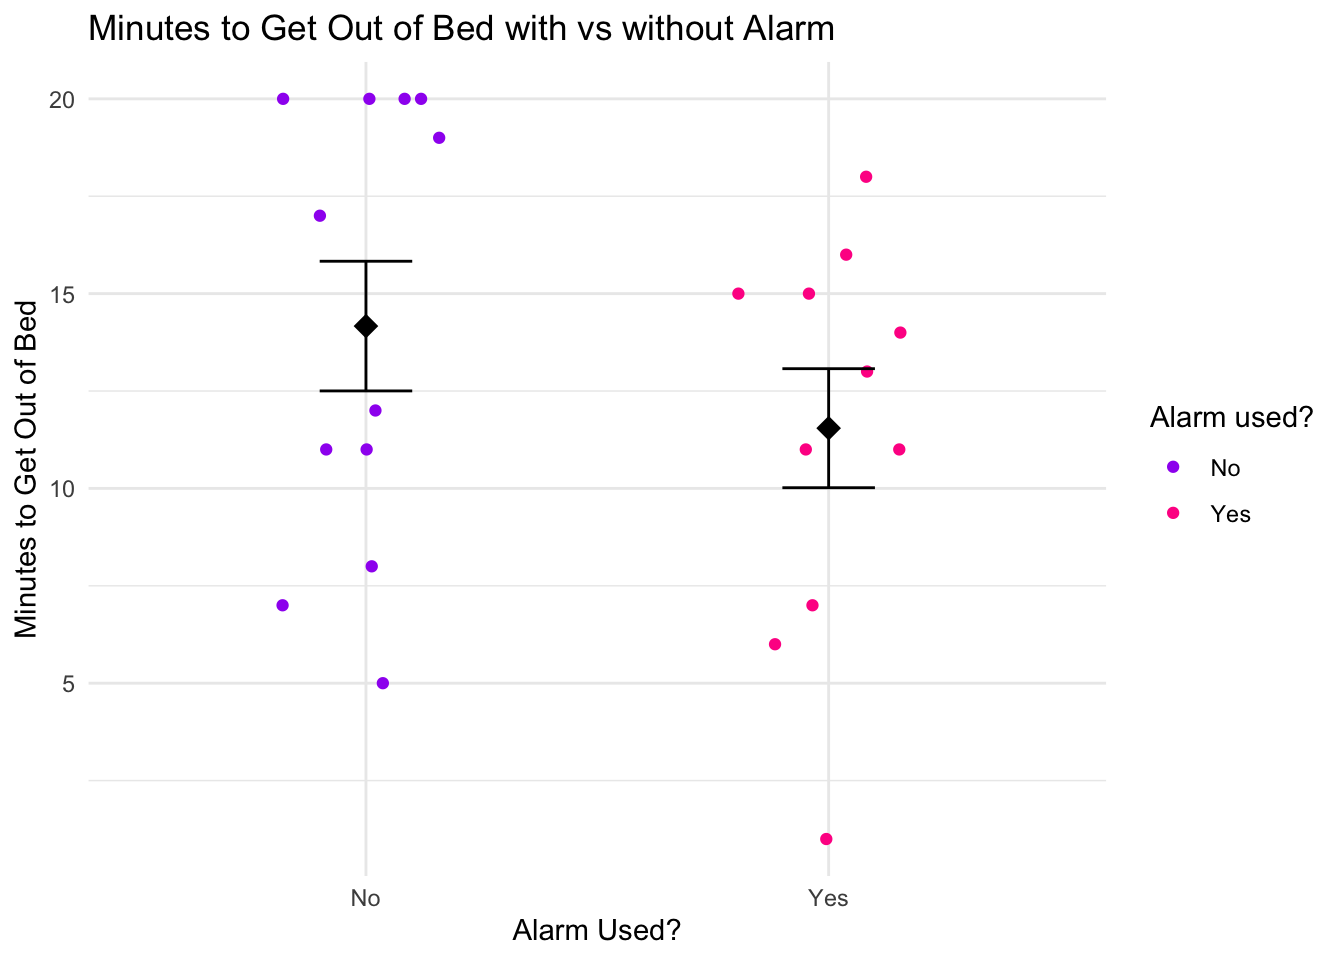 Minutes to Get Out of Bed with vs without Alarm
Minutes to Get Out of Bed
20
15
10
5
No
Yes
Alarm Used?
Alarm used?
No
Yes